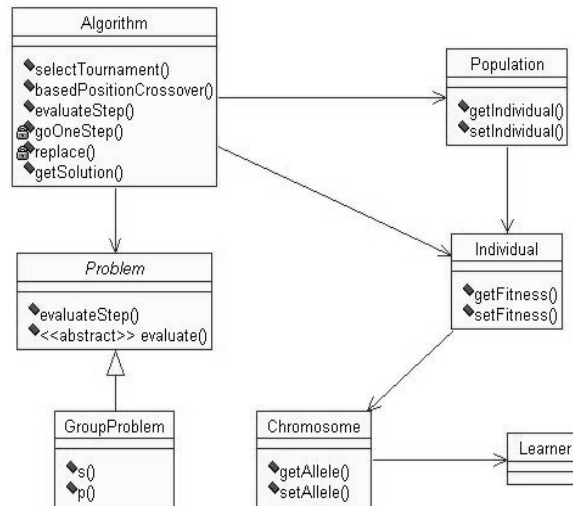 Algorithm
selectTournament()
basedPositionCrossover()
evaluateStep()
goOneStep()
replace()
getSolution()
Population
getIndividual()
setIndividual()
Problem
evaluateStep()
<<abstract>> evaluate()
Individual
getFitness()
setFitness()
GroupProblem
s()
p()
Chromosome
getAllele()
setAllele()
Learner